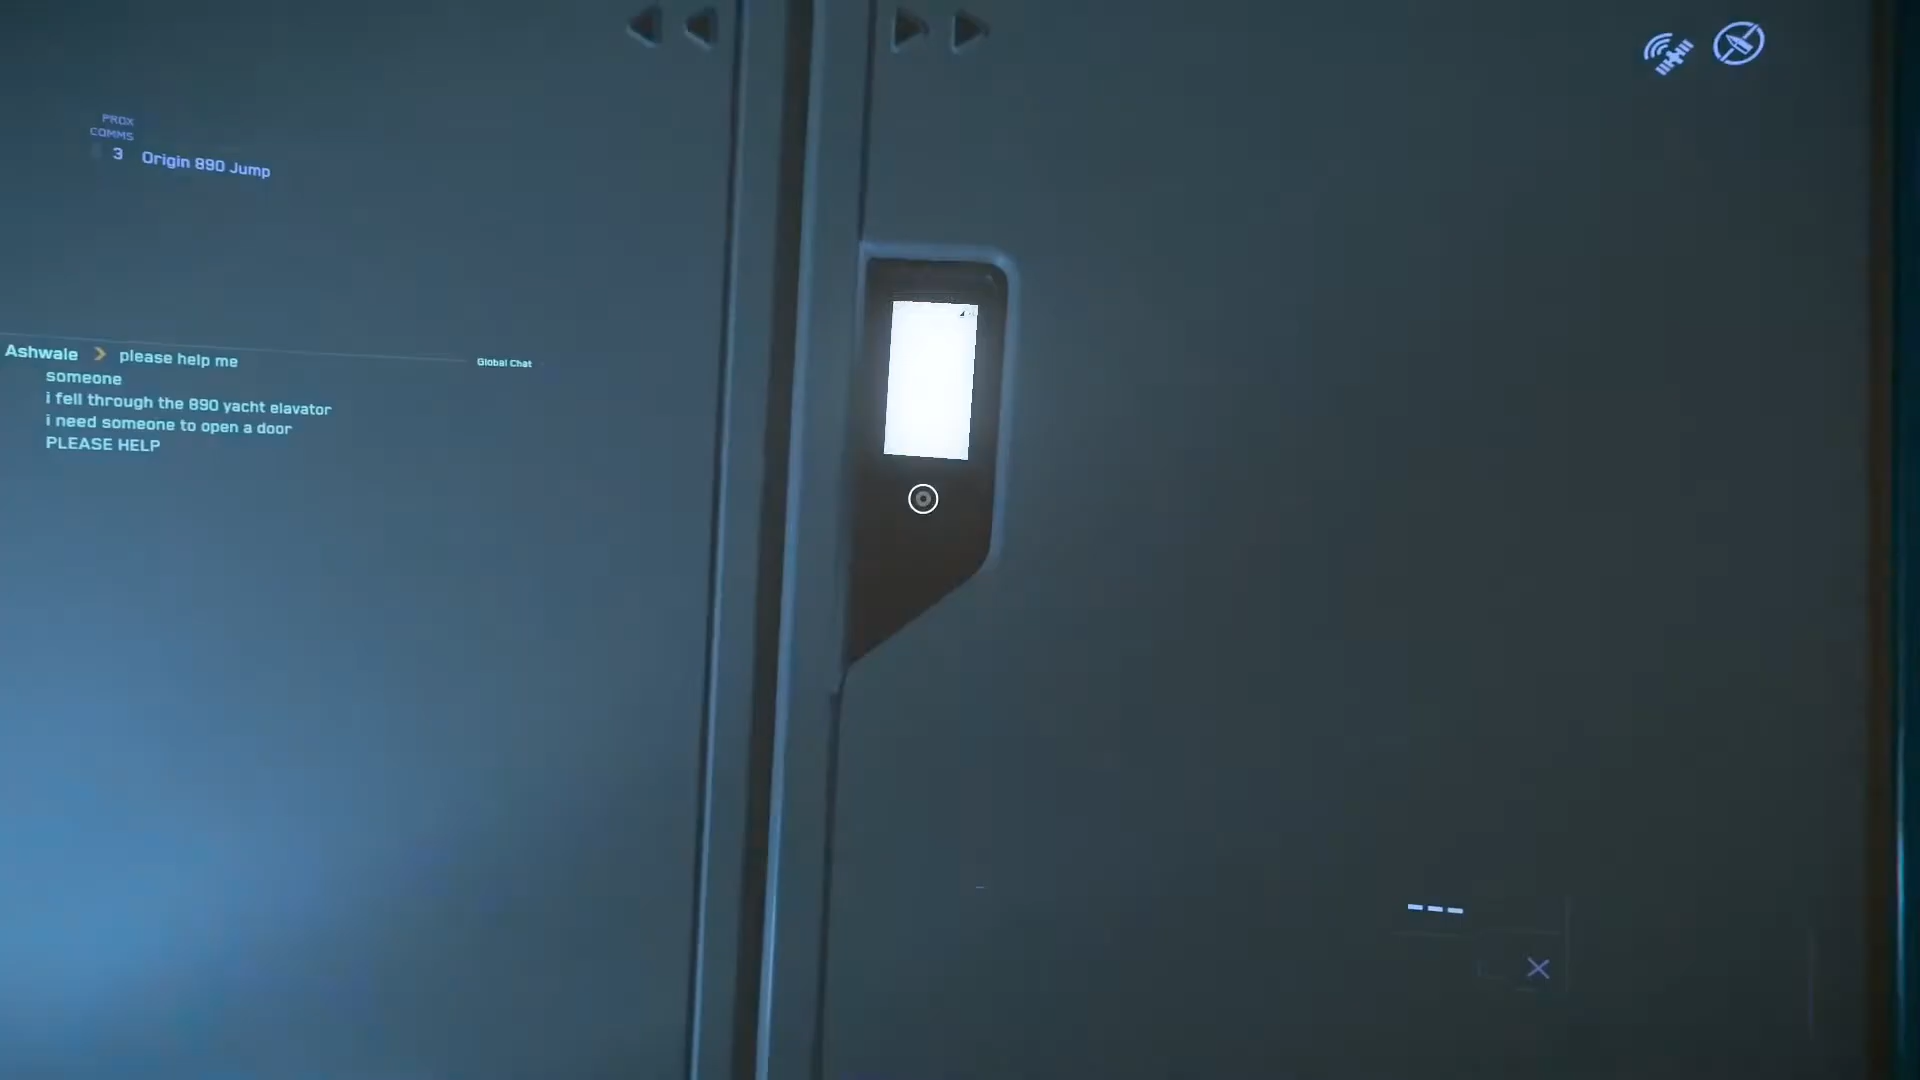 PROX
COMMS
3 Origin 890 Jump
Ashwale > please help me
Global Chat
someone
i fell through the 890 yacht elavator
i need someone to open a door
PLEASE HELP